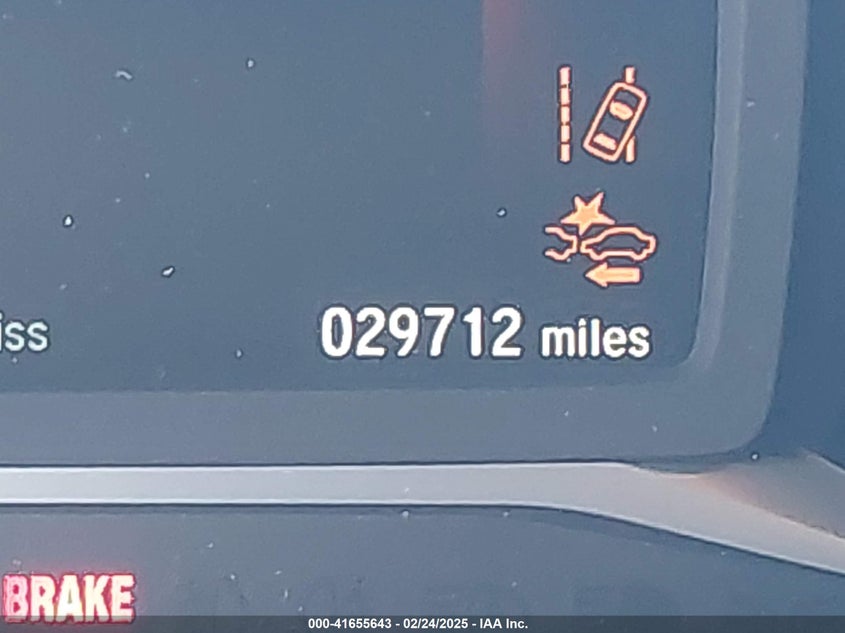 iss
029712 miles
BRAKE
000-41655643 - 02/24/2025 - IAA Inc.